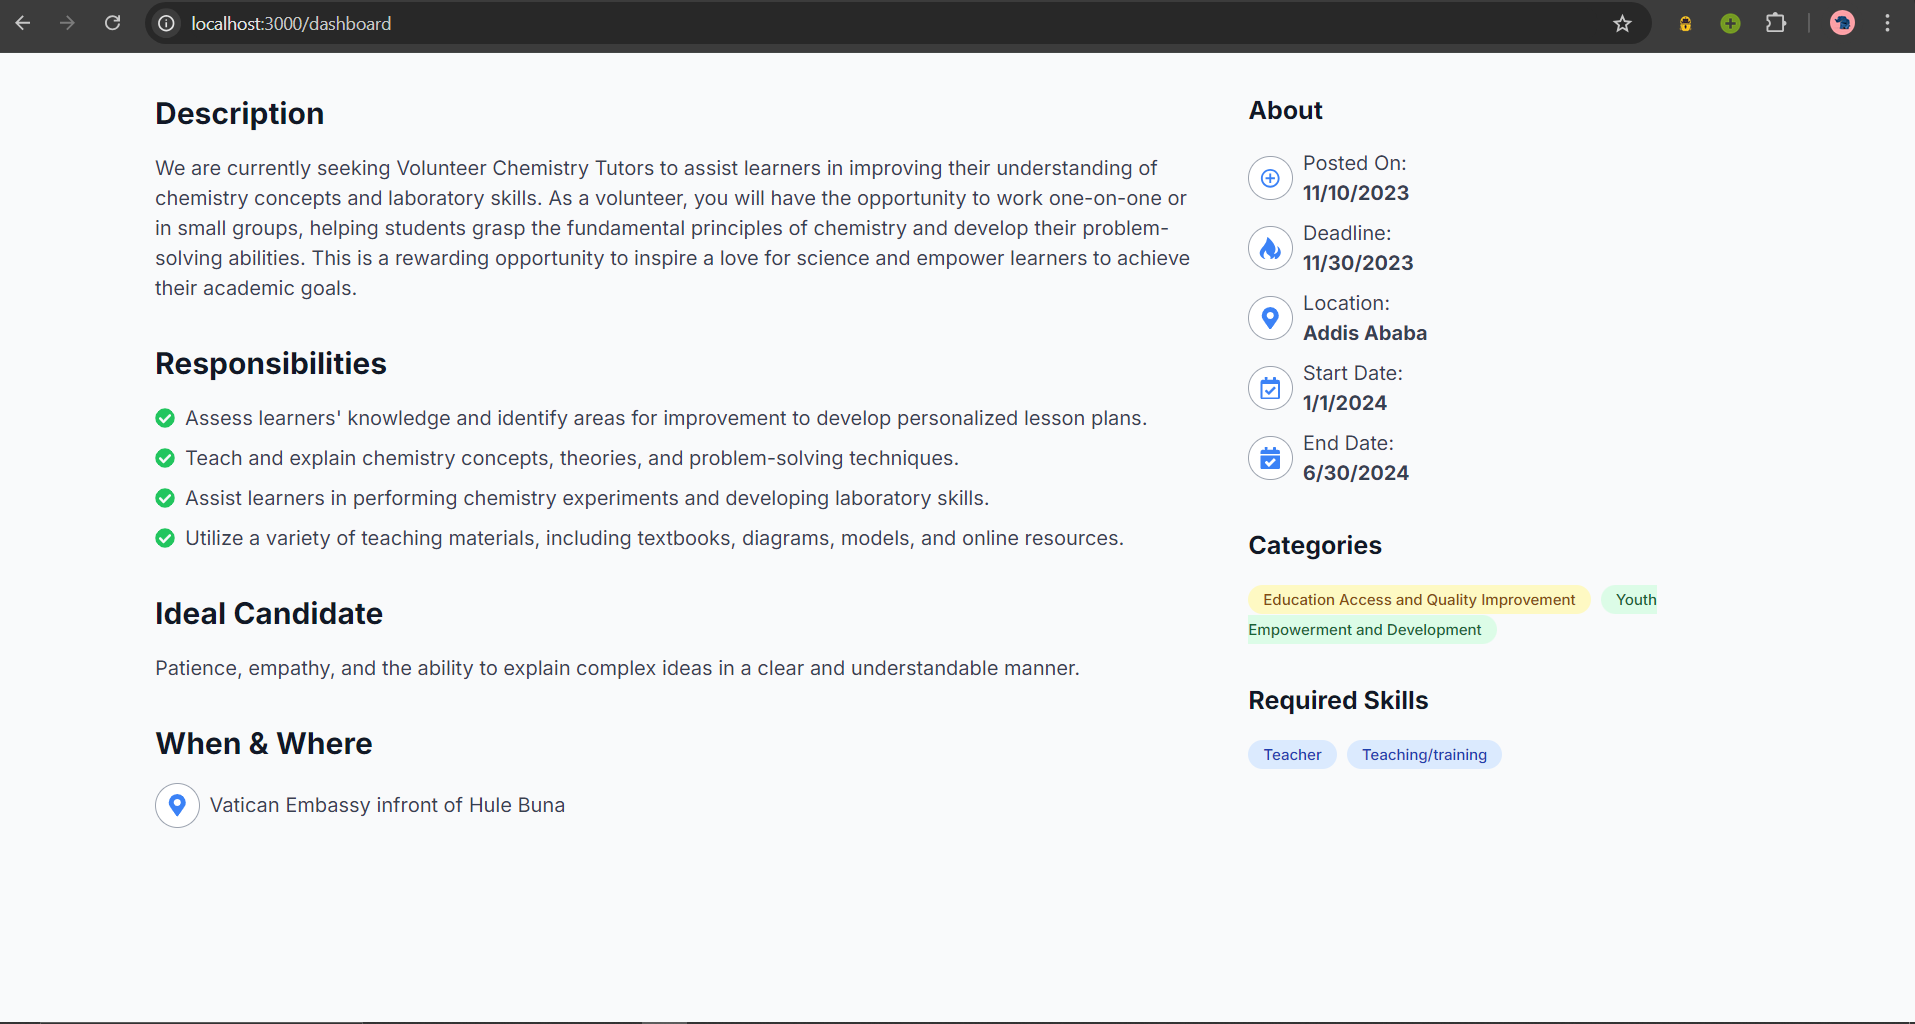 localhost:3000/dashboard
Description
We are currently seeking Volunteer Chemistry Tutors to assist learners in improving their understanding of
chemistry concepts and laboratory skills. As a volunteer, you will have the opportunity to work one-on-one or
in small groups, helping students grasp the fundamental principles of chemistry and develop their problem-
solving abilities. This is a rewarding opportunity to inspire a love for science and empower learners to achieve
their academic goals.
Responsibilities
Assess learners' knowledge and identify areas for improvement to develop personalized lesson plans.
Teach and explain chemistry concepts, theories, and problem-solving techniques.
Assist learners in performing chemistry experiments and developing laboratory skills.
Utilize a variety of teaching materials, including textbooks, diagrams, models, and online resources.
Ideal Candidate
Patience, empathy, and the ability to explain complex ideas in a clear and understandable manner.
When & Where
Vatican Embassy infront of Hule Buna
About
Posted On:
11/10/2023
Deadline:
11/30/2023
Location:
Addis Ababa
Start Date:
1/1/2024
End Date:
6/30/2024
Categories
Education Access and Quality Improvement Youth
Empowerment and Development
Required Skills
Teacher Teaching/training